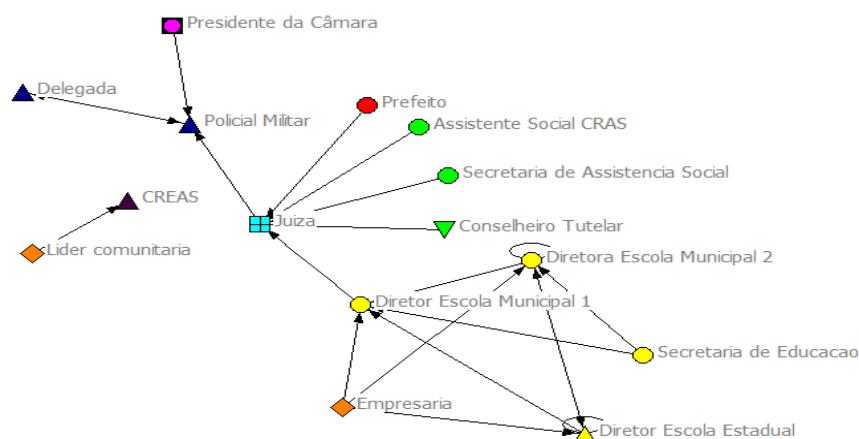 Presidente da Câmara
Delegada
Prefeito
Policial Militar
Assistente Social CRAS
Secretaria de Assistencia Social
CREAS
Juiza
Conselheiro Tutelar
Lider comunitaria
Diretora Escola Municipal 2
Diretor Escola Municipal 1
Secretaria de Educacao
Empresaria
Diretor Escola Estadual